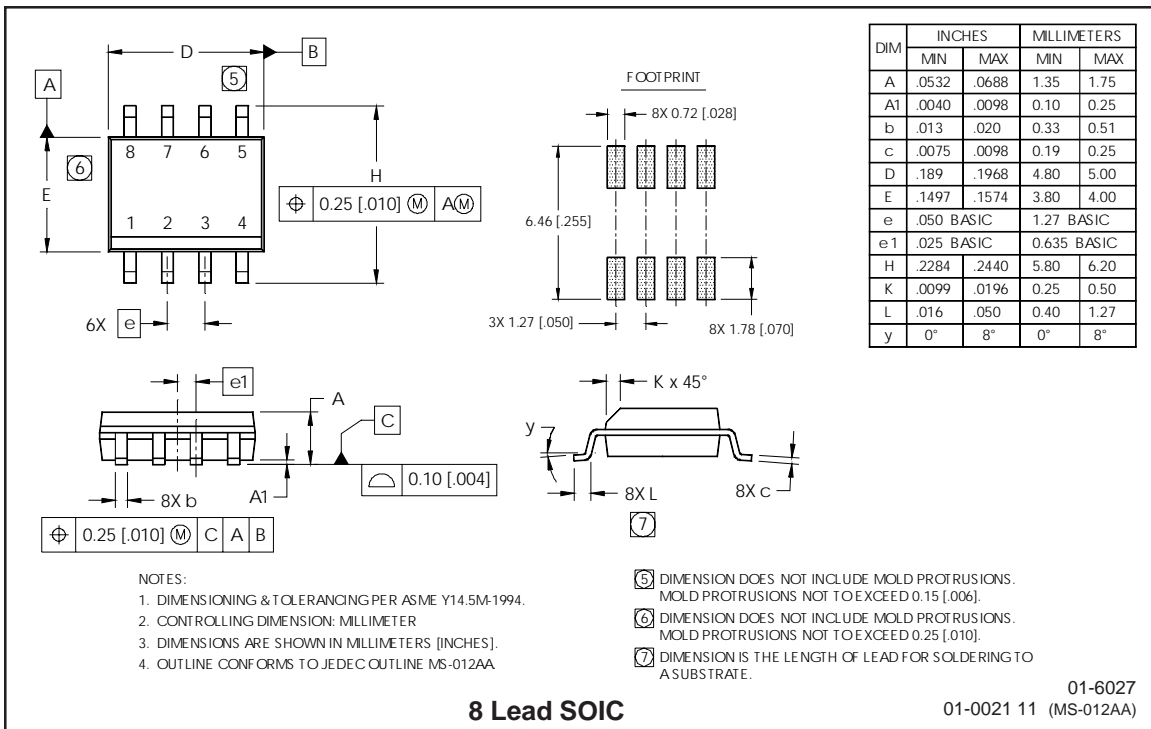 D
B
A
5
8 7 6 5
6
E
H
⌖ 0.25 [.010] Ⓜ AⓂ
1 2 3 4
6X e
FOOTPRINT
8X 0.72 [.028]
6.46 [.255]
3X 1.27 [.050]
8X 1.78 [.070]
DIM INCHES MILLIMETERS
MIN MAX MIN MAX
A .0532 .0688 1.35 1.75
A1 .0040 .0098 0.10 0.25
b .013 .020 0.33 0.51
c .0075 .0098 0.19 0.25
D .189 .1968 4.80 5.00
E .1497 .1574 3.80 4.00
e .050 BASIC 1.27 BASIC
e1 .025 BASIC 0.635 BASIC
H .2284 .2440 5.80 6.20
K .0099 .0196 0.25 0.50
L .016 .050 0.40 1.27
y 0° 8° 0° 8°
e1
A
C
0.10 [.004]
A1
8X b
⌖ 0.25 [.010] Ⓜ C A B
K x 45°
y
8X L
8X c
7
NOTES:
1. DIMENSIONING & TOLERANCING PER ASME Y14.5M-1994.
2. CONTROLLING DIMENSION: MILLIMETER
3. DIMENSIONS ARE SHOWN IN MILLIMETERS [INCHES].
4. OUTLINE CONFORMS TO JEDEC OUTLINE MS-012AA.
5 DIMENSION DOES NOT INCLUDE MOLD PROTRUSIONS.
MOLD PROTRUSIONS NOT TO EXCEED 0.15 [.006].
6 DIMENSION DOES NOT INCLUDE MOLD PROTRUSIONS.
MOLD PROTRUSIONS NOT TO EXCEED 0.25 [.010].
7 DIMENSION IS THE LENGTH OF LEAD FOR SOLDERING TO
A SUBSTRATE.
8 Lead SOIC
01-6027
01-0021 11 (MS-012AA)